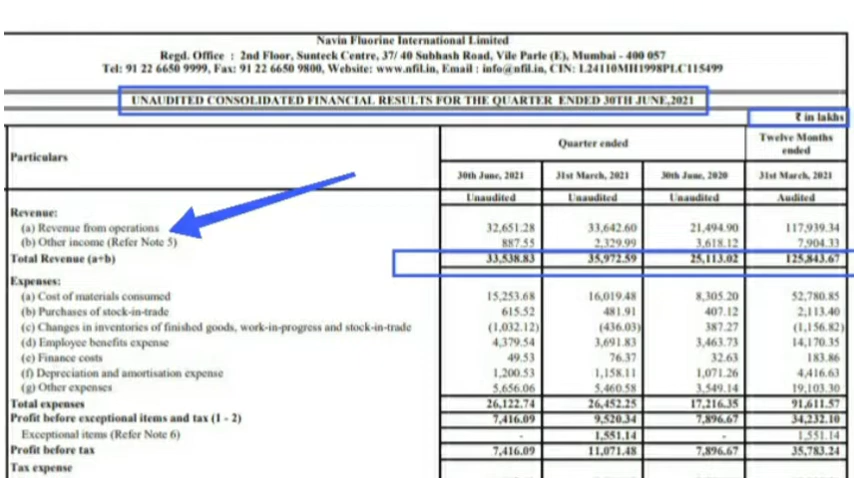 Navin Fluorine International Limited
Regd. Office : 2nd Floor, Sunteck Centre, 37/ 40 Subhash Road, Vile Parle (E), Mumbai - 400 057
Tel: 91 22 6650 9999, Fax: 91 22 6650 9800, Website: www.nfil.in, Email : info@nfil.in, CIN: L24110MH1998PLC115499
UNAUDITED CONSOLIDATED FINANCIAL RESULTS FOR THE QUARTER ENDED 30TH JUNE,2021
₹ in lakhs
Particulars Quarter ended Twelve Months ended
30th June, 2021 31st March, 2021 30th June, 2020 31st March, 2021
Unaudited Unaudited Unaudited Audited
Revenue:
(a) Revenue from operations 32,651.28 33,642.60 21,494.90 117,939.34
(b) Other income (Refer Note 5) 887.55 2,329.99 3,618.12 7,904.33
Total Revenue (a+b) 33,538.83 35,972.59 25,113.02 125,843.67
Expenses:
(a) Cost of materials consumed 15,253.68 16,019.48 8,305.20 52,780.85
(b) Purchases of stock-in-trade 615.52 481.91 407.12 2,113.40
(c) Changes in inventories of finished goods, work-in-progress and stock-in-trade (1,032.12) (436.03) 387.27 (1,156.82)
(d) Employee benefits expense 4,379.54 3,691.83 3,463.73 14,170.35
(e) Finance costs 49.53 76.37 32.63 183.86
(f) Depreciation and amortisation expense 1,200.53 1,158.11 1,071.26 4,416.63
(g) Other expenses 5,656.06 5,460.58 3,549.14 19,103.30
Total expenses 26,122.74 26,452.25 17,216.35 91,611.57
Profit before exceptional items and tax (1 - 2) 7,416.09 9,520.34 7,896.67 34,232.10
Exceptional items (Refer Note 6) - 1,551.14 - 1,551.14
Profit before tax 7,416.09 11,071.48 7,896.67 35,783.24
Tax expense